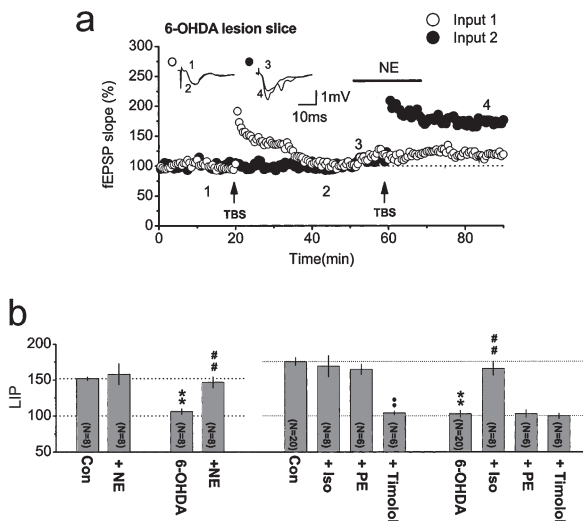 a
6-OHDA lesion slice
Input 1
Input 2
NE
1
2
3
4
1mV
10ms
4
3
1
2
TBS
TBS
fEPSP slope (%)
300
250
200
150
100
50
0
0 20 40 60 80
Time(min)
b
LIP
200
150
100
50
**
##
••
**
##
(N=8)
(N=8)
(N=8)
(N=8)
(N=20)
(N=8)
(N=6)
(N=6)
(N=20)
(N=8)
(N=6)
(N=6)
Con
+ NE
6-OHDA
+NE
Con
+ Iso
+ PE
+ Timolol
6-OHDA
+ Iso
+ PE
+ Timolol